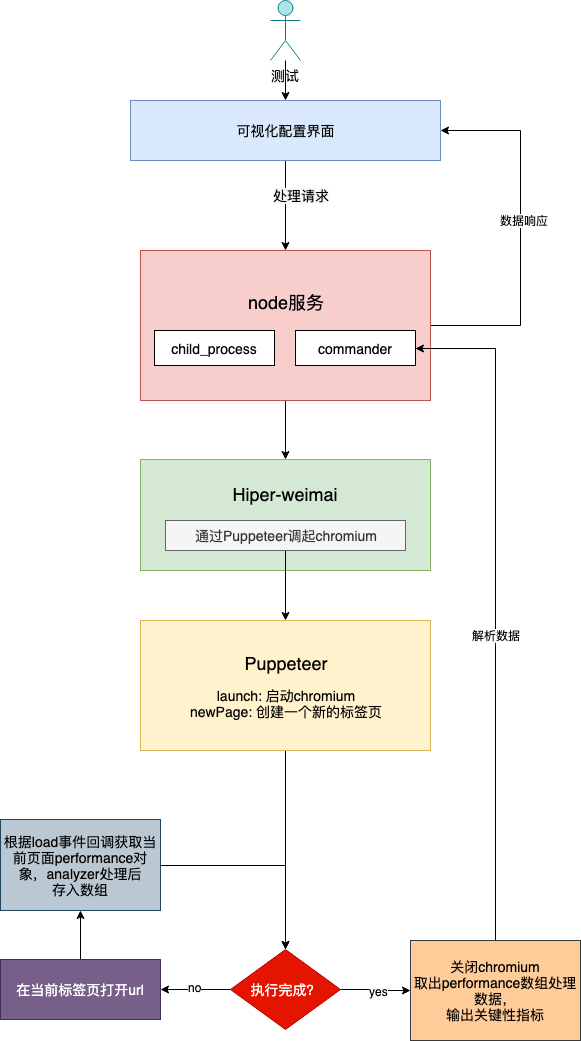 测试
可视化配置界面
处理请求
数据响应
node服务
child_process
commander
Hiper-weimai
通过Puppeteer调起chromium
解析数据
Puppeteer
launch: 启动chromium
newPage: 创建一个新的标签页
根据load事件回调获取当
前页面performance对
象，analyzer处理后
存入数组
在当前标签页打开url
no
执行完成?
yes
关闭chromium
取出performance数组处理
数据，
输出关键性指标